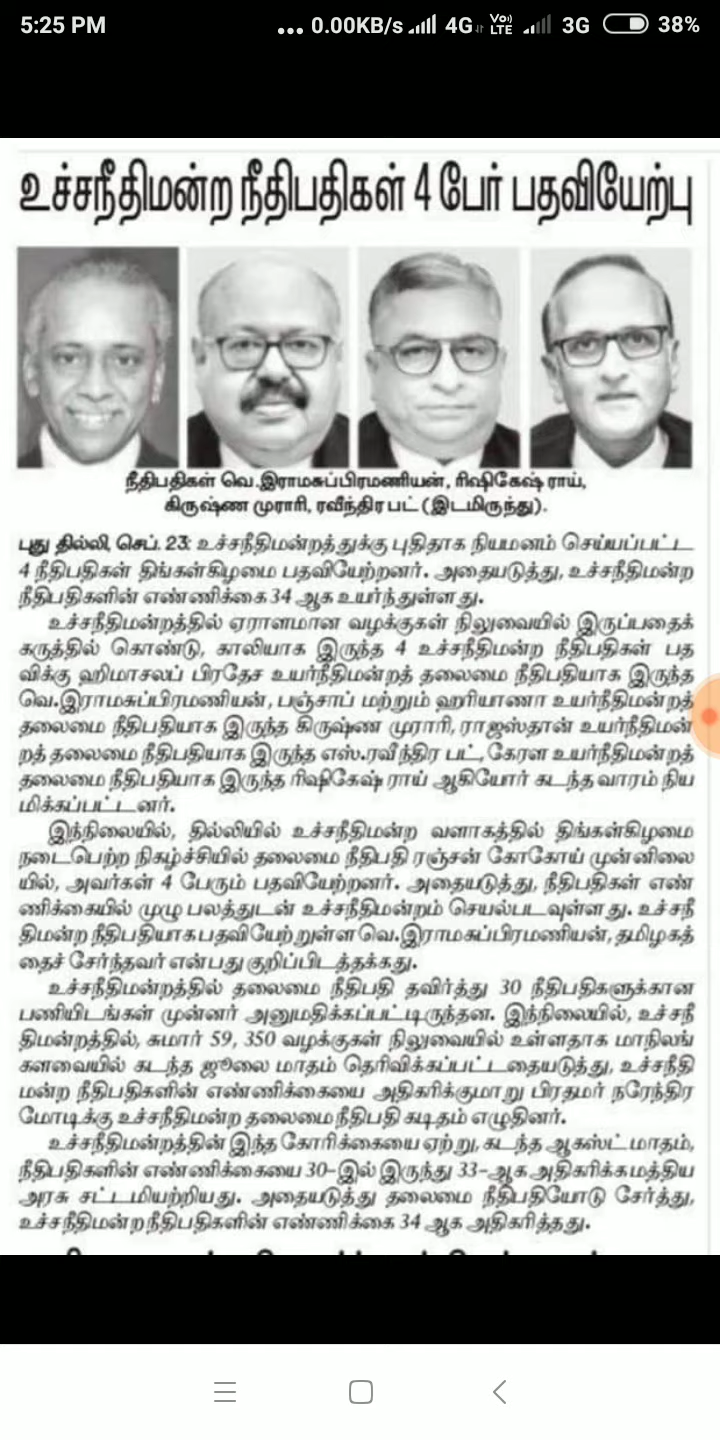 5:25 PM ... 0.00KB/s 4G Vo) LTE 3G 38%
உச்சநீதிமன்ற நீதிபதிகள் 4 பேர் பதவியேற்பு
நீதிபதிகள் வெ.இராமசுப்பிரமணியன், ரிஷிகேஷ் ராய்,
கிருஷ்ண முராரி, ரவீந்திர பட் (இடமிருந்து).
புது தில்லி, செப். 23: உச்சநீதிமன்றத்துக்கு புதிதாக நியமனம் செய்யப்பட்ட
4 நீதிபதிகள் திங்கள்கிழமை பதவியேற்றனர். அதையடுத்து, உச்சநீதிமன்ற
நீதிபதிகளின் எண்ணிக்கை 34 ஆக உயர்ந்துள்ளது.
உச்சநீதிமன்றத்தில் ஏராளமான வழக்குகள் நிலுவையில் இருப்பதைக்
கருத்தில் கொண்டு, காலியாக இருந்த 4 உச்சநீதிமன்ற நீதிபதிகள் பத
விக்கு ஹிமாசலப் பிரதேச உயர்நீதிமன்றத் தலைமை நீதிபதியாக இருந்த
வெ.இராமசுப்பிரமணியன், பஞ்சாப் மற்றும் ஹரியாணா உயர்நீதிமன்றத்
தலைமை நீதிபதியாக இருந்த கிருஷ்ண முராரி, ராஜஸ்தான் உயர்நீதிமன்
றத் தலைமை நீதிபதியாக இருந்த எஸ்.ரவீந்திர பட், கேரள உயர்நீதிமன்றத்
தலைமை நீதிபதியாக இருந்த ரிஷிகேஷ் ராய் ஆகியோர் கடந்த வாரம் நிய
மிக்கப்பட்டனர்.
இந்நிலையில், தில்லியில் உச்சநீதிமன்ற வளாகத்தில் திங்கள்கிழமை
நடைபெற்ற நிகழ்ச்சியில் தலைமை நீதிபதி ரஞ்சன் கோகோய் முன்னிலை
யில், அவர்கள் 4 பேரும் பதவியேற்றனர். அதையடுத்து, நீதிபதிகள் எண்
ணிக்கையில் முழு பலத்துடன் உச்சநீதிமன்றம் செயல்படவுள்ளது. உச்சநீ
திமன்ற நீதிபதியாக பதவியேற்றுள்ள வெ.இராமசுப்பிரமணியன், தமிழகத்
தைச் சேர்ந்தவர் என்பது குறிப்பிடத்தக்கது.
உச்சநீதிமன்றத்தில் தலைமை நீதிபதி தவிர்த்து 30 நீதிபதிகளுக்கான
பணியிடங்கள் முன்னர் அனுமதிக்கப்பட்டிருந்தன. இந்நிலையில், உச்சநீ
திமன்றத்தில், சுமார் 59, 350 வழக்குகள் நிலுவையில் உள்ளதாக மாநிலங்
களவையில் கடந்த ஜூலை மாதம் தெரிவிக்கப்பட்டதையடுத்து, உச்சநீதி
மன்ற நீதிபதிகளின் எண்ணிக்கையை அதிகரிக்குமாறு பிரதமர் நரேந்திர
மோடிக்கு உச்சநீதிமன்ற தலைமை நீதிபதி கடிதம் எழுதினர்.
உச்சநீதிமன்றத்தின் இந்த கோரிக்கையை ஏற்று, கடந்த ஆகஸ்ட் மாதம்,
நீதிபதிகளின் எண்ணிக்கையை 30-இல் இருந்து 33-ஆக அதிகரிக்க மத்திய
அரசு சட்டமியற்றியது. அதையடுத்து தலைமை நீதிபதியோடு சேர்த்து,
உச்சநீதிமன்ற நீதிபதிகளின் எண்ணிக்கை 34 ஆக அதிகரித்தது.